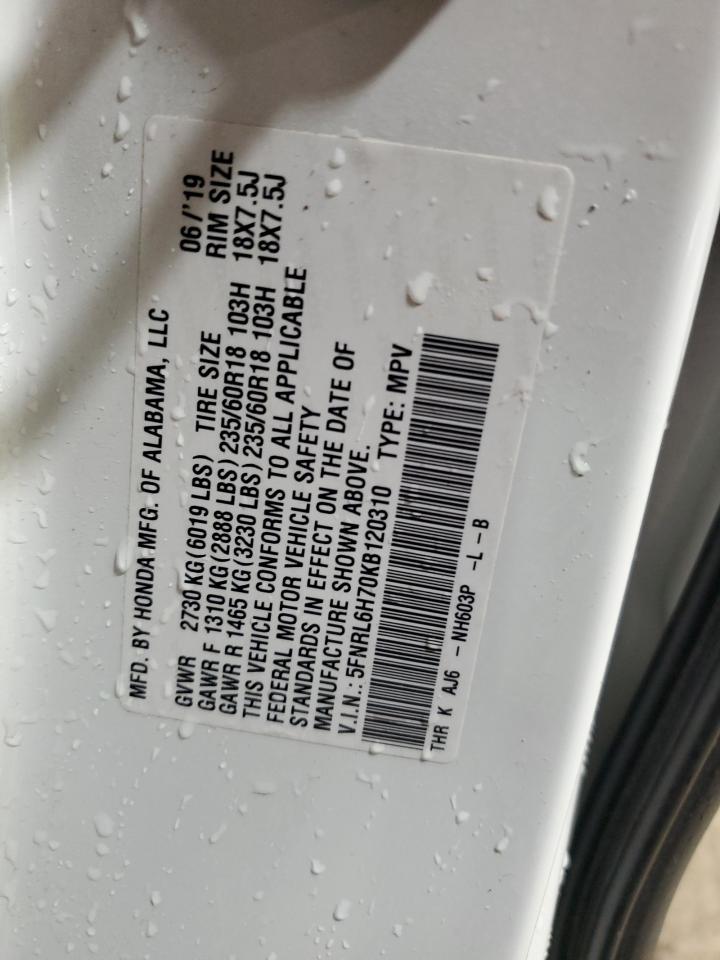 MFD. BY HONDA MFG. OF ALABAMA, LLC 06/'19
GVWR 2730 KG(6019 LBS) TIRE SIZE RIM SIZE
GAWR F 1310 KG(2888 LBS)235/60R18 103H 18X7.5J
GAWR R 1465 KG(3230 LBS)235/60R18 103H 18X7.5J
THIS VEHICLE CONFORMS TO ALL APPLICABLE
FEDERAL MOTOR VEHICLE SAFETY
STANDARDS IN EFFECT ON THE DATE OF
MANUFACTURE SHOWN ABOVE.
V.I.N.: 5FNRL6H70KB120310 TYPE: MPV
THR K AJ6 - NH603P -L-B